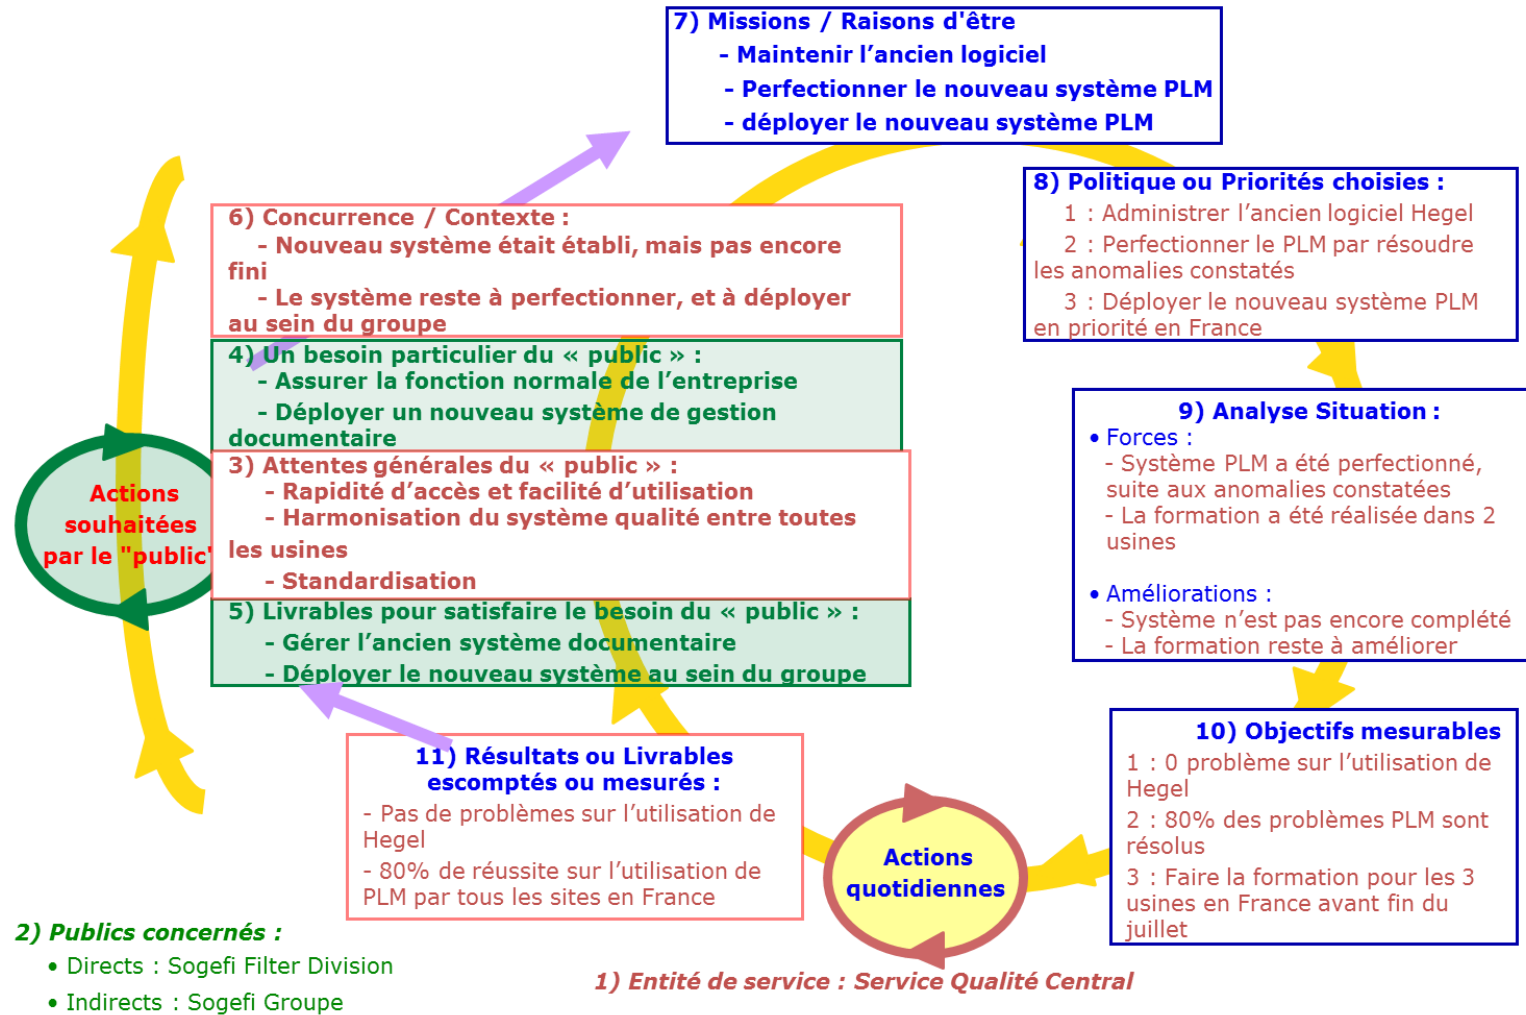 7) Missions / Raisons d'être
- Maintenir l’ancien logiciel
- Perfectionner le nouveau système PLM
- déployer le nouveau système PLM
8) Politique ou Priorités choisies :
1 : Administrer l’ancien logiciel Hegel
2 : Perfectionner le PLM par résoudre
les anomalies constatés
3 : Déployer le nouveau système PLM
en priorité en France
6) Concurrence / Contexte :
- Nouveau système était établi, mais pas encore
fini
- Le système reste à perfectionner, et à déployer
au sein du groupe
4) Un besoin particulier du « public » :
- Assurer la fonction normale de l’entreprise
- Déployer un nouveau système de gestion
documentaire
3) Attentes générales du « public » :
- Rapidité d’accès et facilité d’utilisation
- Harmonisation du système qualité entre toutes
les usines
- Standardisation
5) Livrables pour satisfaire le besoin du « public » :
- Gérer l’ancien système documentaire
- Déployer le nouveau système au sein du groupe
Actions
souhaitées
par le "public"
9) Analyse Situation :
• Forces :
- Système PLM a été perfectionné,
suite aux anomalies constatées
- La formation a été réalisée dans 2
usines
• Améliorations :
- Système n’est pas encore complété
- La formation reste à améliorer
10) Objectifs mesurables
1 : 0 problème sur l’utilisation de
Hegel
2 : 80% des problèmes PLM sont
résolus
3 : Faire la formation pour les 3
usines en France avant fin du
juillet
11) Résultats ou Livrables
escomptés ou mesurés :
- Pas de problèmes sur l’utilisation de
Hegel
- 80% de réussite sur l’utilisation de
PLM par tous les sites en France
Actions
quotidiennes
2) Publics concernés :
• Directs : Sogefi Filter Division
• Indirects : Sogefi Groupe
1) Entité de service : Service Qualité Central